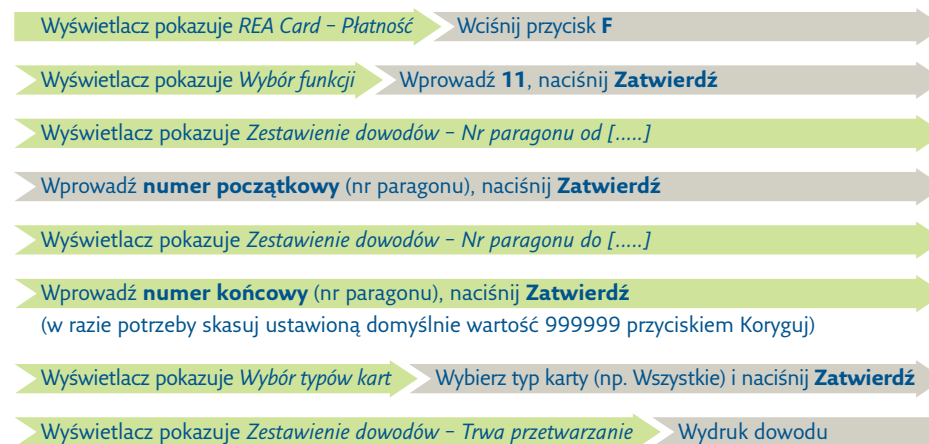 Wyświetlacz pokazuje REA Card – Płatność Wciśnij przycisk F
Wyświetlacz pokazuje Wybór funkcji Wprowadź 11, naciśnij Zatwierdź
Wyświetlacz pokazuje Zestawienie dowodów – Nr paragonu od [.....]
Wprowadź numer początkowy (nr paragonu), naciśnij Zatwierdź
Wyświetlacz pokazuje Zestawienie dowodów – Nr paragonu do [.....]
Wprowadź numer końcowy (nr paragonu), naciśnij Zatwierdź
(w razie potrzeby skasuj ustawioną domyślnie wartość 999999 przyciskiem Koryguj)
Wyświetlacz pokazuje Wybór typów kart Wybierz typ karty (np. Wszystkie) i naciśnij Zatwierdź
Wyświetlacz pokazuje Zestawienie dowodów – Trwa przetwarzanie Wydruk dowodu